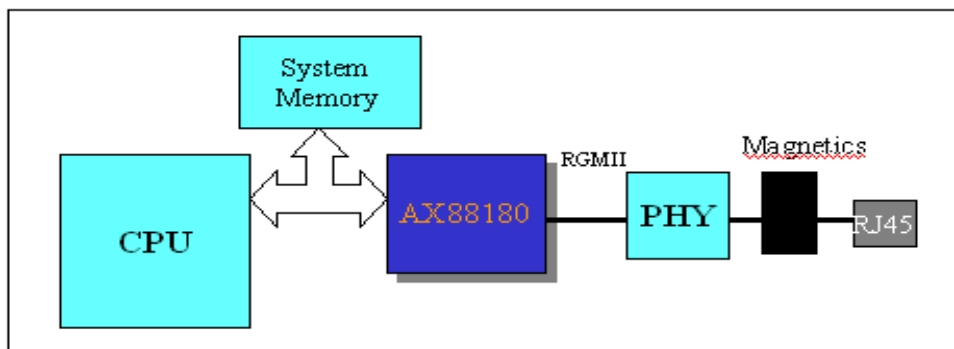 System
Memory
CPU
AX88180
RGMII
PHY
Magnetics
RJ45